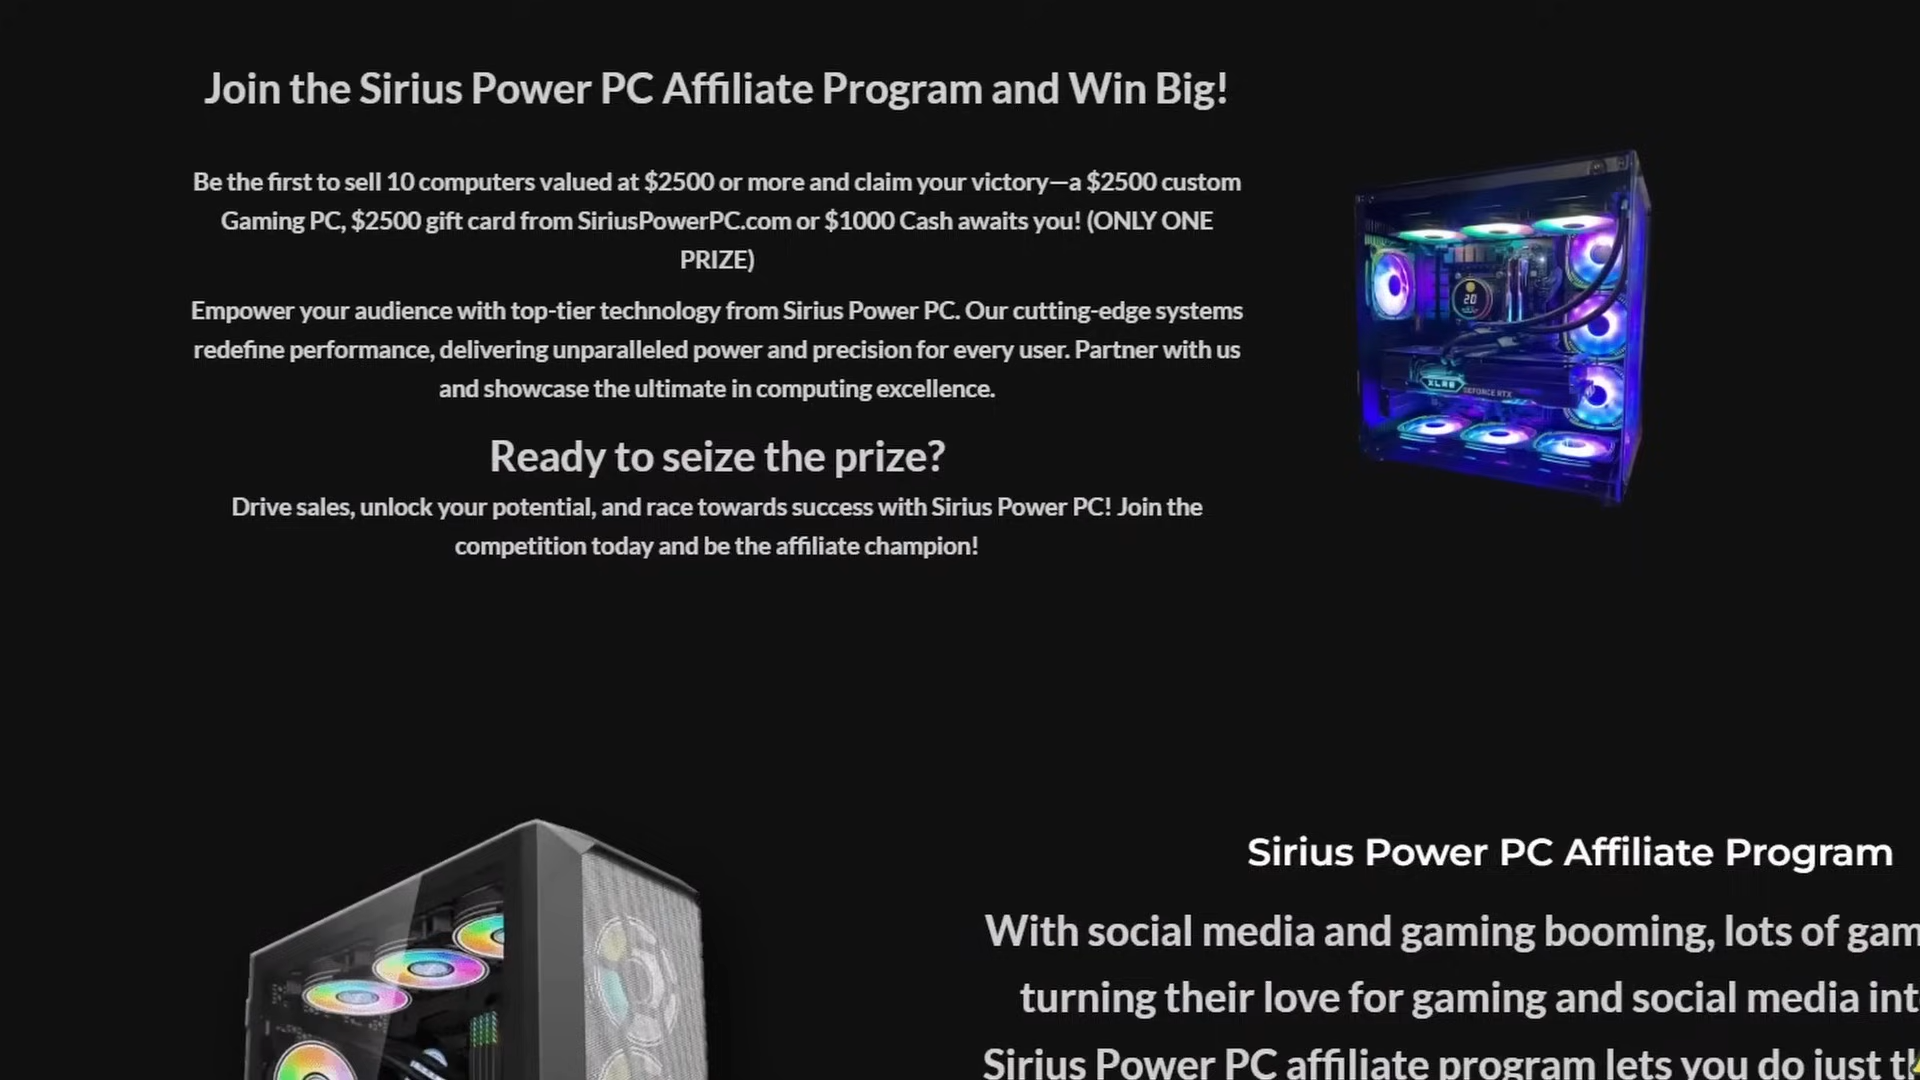 Join the Sirius Power PC Affiliate Program and Win Big!
Be the first to sell 10 computers valued at $2500 or more and claim your victory—a $2500 custom
Gaming PC, $2500 gift card from SiriusPowerPC.com or $1000 Cash awaits you! (ONLY ONE
PRIZE)
Empower your audience with top-tier technology from Sirius Power PC. Our cutting-edge systems
redefine performance, delivering unparalleled power and precision for every user. Partner with us
and showcase the ultimate in computing excellence.
Ready to seize the prize?
Drive sales, unlock your potential, and race towards success with Sirius Power PC! Join the
competition today and be the affiliate champion!
20
XLR8
GEFORCE RTX
Sirius Power PC Affiliate Program
With social media and gaming booming, lots of gam
turning their love for gaming and social media int
Sirius Power PC affiliate program lets you do just